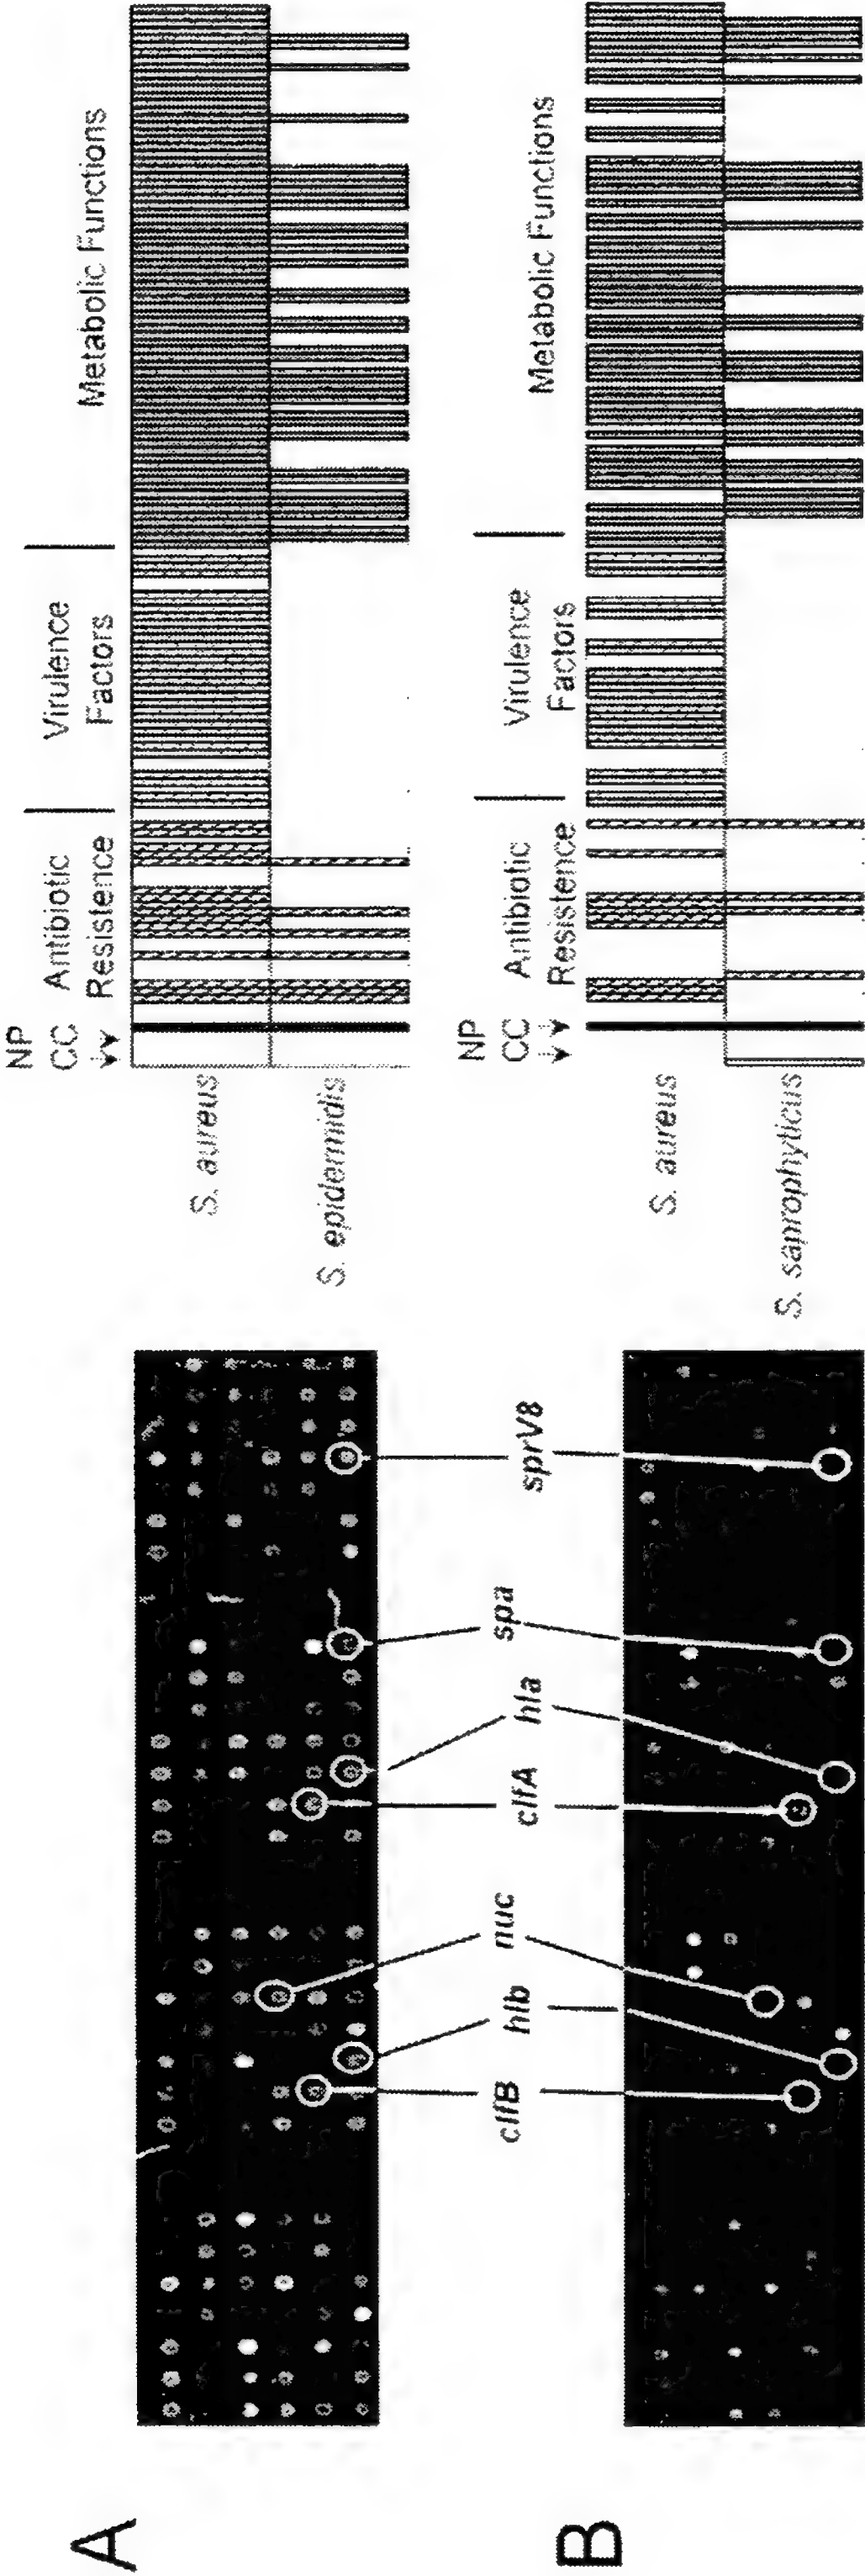 A
NP
CC
Antibiotic
Resistence
Virulence
Factors
Metabolic Functions
S. aureus
S. epidermidis
clfB
hlb
nuc
clfA
hla
spa
sprV8
B
NP
CC
Antibiotic
Resistence
Virulence
Factors
Metabolic Functions
S. aureus
S. saprophyticus